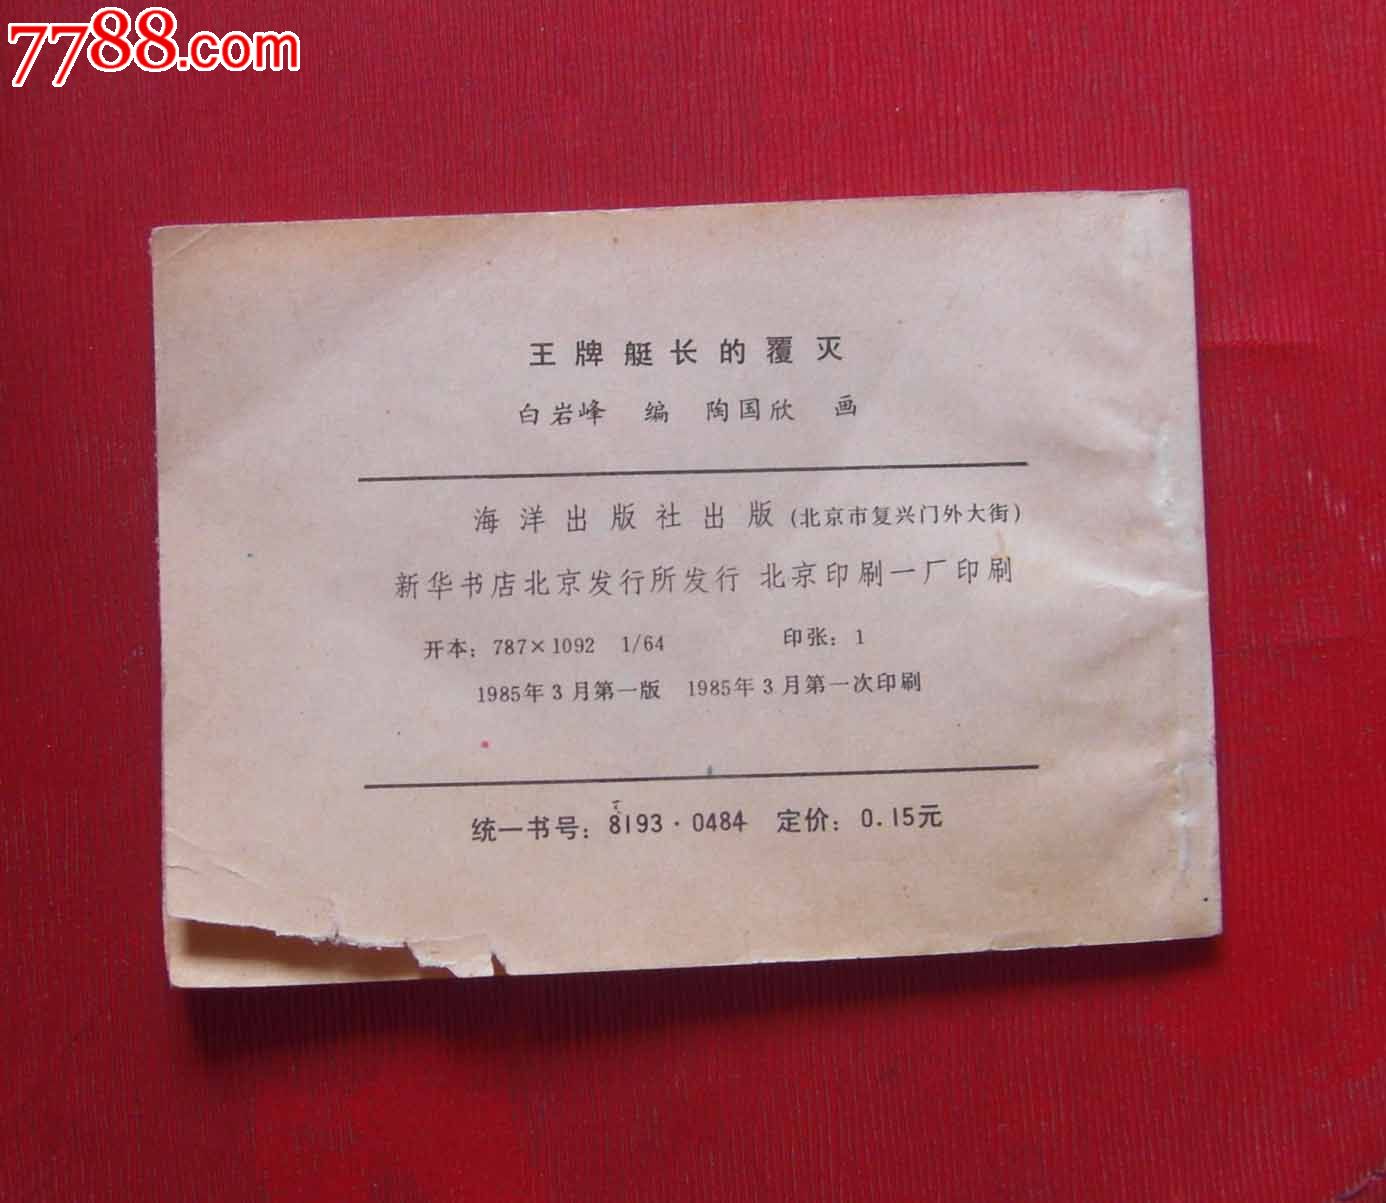 7788.com
王牌艇长的覆灭
白岩峰 编 陶国欣 画
海洋出版社出版(北京市复兴门外大街)
新华书店北京发行所发行 北京印刷一厂印刷
开本：787×1092 1/64 印张：1
1985年3月第一版 1985年3月第一次印刷
统一书号：8193·0484 定价：0.15元